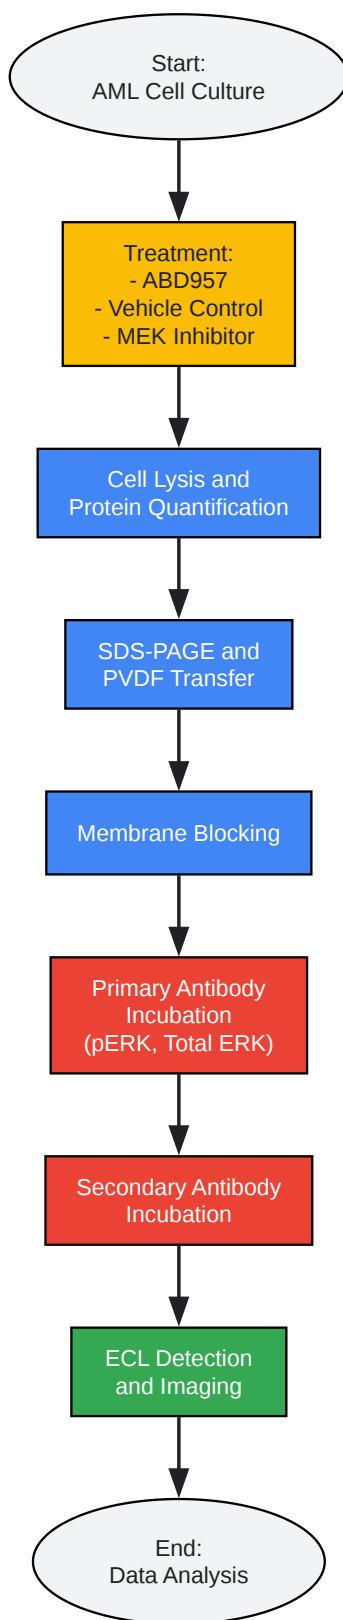 Start:
AML Cell Culture
Treatment:
- ABD957
- Vehicle Control
- MEK Inhibitor
Cell Lysis and
Protein Quantification
SDS-PAGE and
PVDF Transfer
Membrane Blocking
Primary Antibody
Incubation
(pERK, Total ERK)
Secondary Antibody
Incubation
ECL Detection
and Imaging
End:
Data Analysis